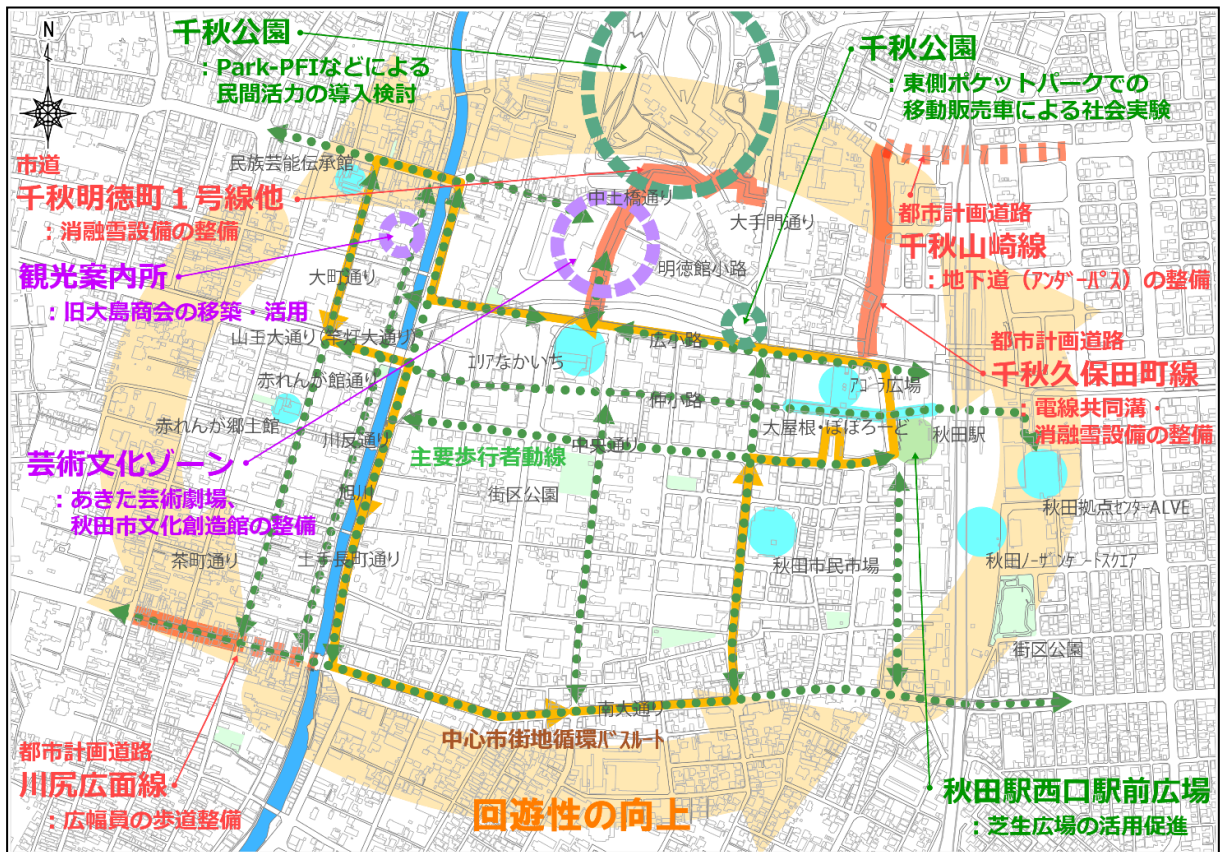 N
千秋公園
：Park-PFIなどによる
民間活力の導入検討
千秋公園
：東側ポケットパークでの
移動販売車による社会実験
市道
千秋明徳町１号線他
：消融雪設備の整備
民族芸能伝承館
中土橋通り
大手門通り
都市計画道路
千秋山崎線
：地下道（アンダーパス）の整備
観光案内所
：旧大島商会の移築・活用
大町通り
明徳館小路
山王大通り（竿灯大通り）
エリアなかいち
広小路
都市計画道路
千秋久保田町線
：電線共同溝・
消融雪設備の整備
赤れんが館通り
アゴラ広場
仲小路
赤れんが郷土館
川反通り
中央通り
大屋根・ぽぽろーど
秋田駅
芸術文化ゾーン
：あきた芸術劇場、
秋田市文化創造館の整備
主要歩行者動線
旭川
街区公園
秋田拠点センターALVE
茶町通り
土手長町通り
秋田市民市場
秋田ノーザンゲートスクエア
街区公園
南大通り
中心市街地循環バスルート
都市計画道路
川尻広面線
：広幅員の歩道整備
回遊性の向上
秋田駅西口駅前広場
：芝生広場の活用促進